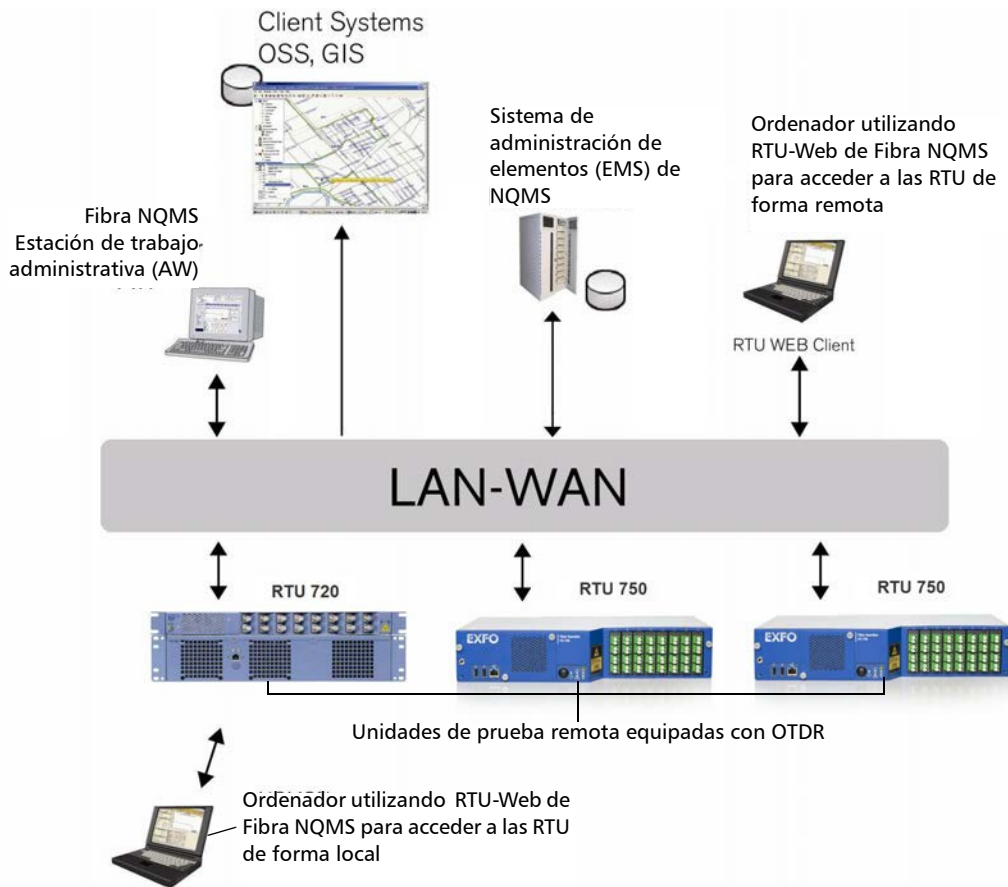 Client Systems
OSS, GIS
Sistema de
administración de
elementos (EMS) de
NQMS
Ordenador utilizando
RTU-Web de Fibra NQMS
para acceder a las RTU de
forma remota
Fibra NQMS
Estación de trabajo
administrativa (AW)
RTU WEB Client
LAN-WAN
RTU 720
RTU 750
RTU 750
EXFO
EXFO
Unidades de prueba remota equipadas con OTDR
Ordenador utilizando RTU-Web de
Fibra NQMS para acceder a las RTU
de forma local